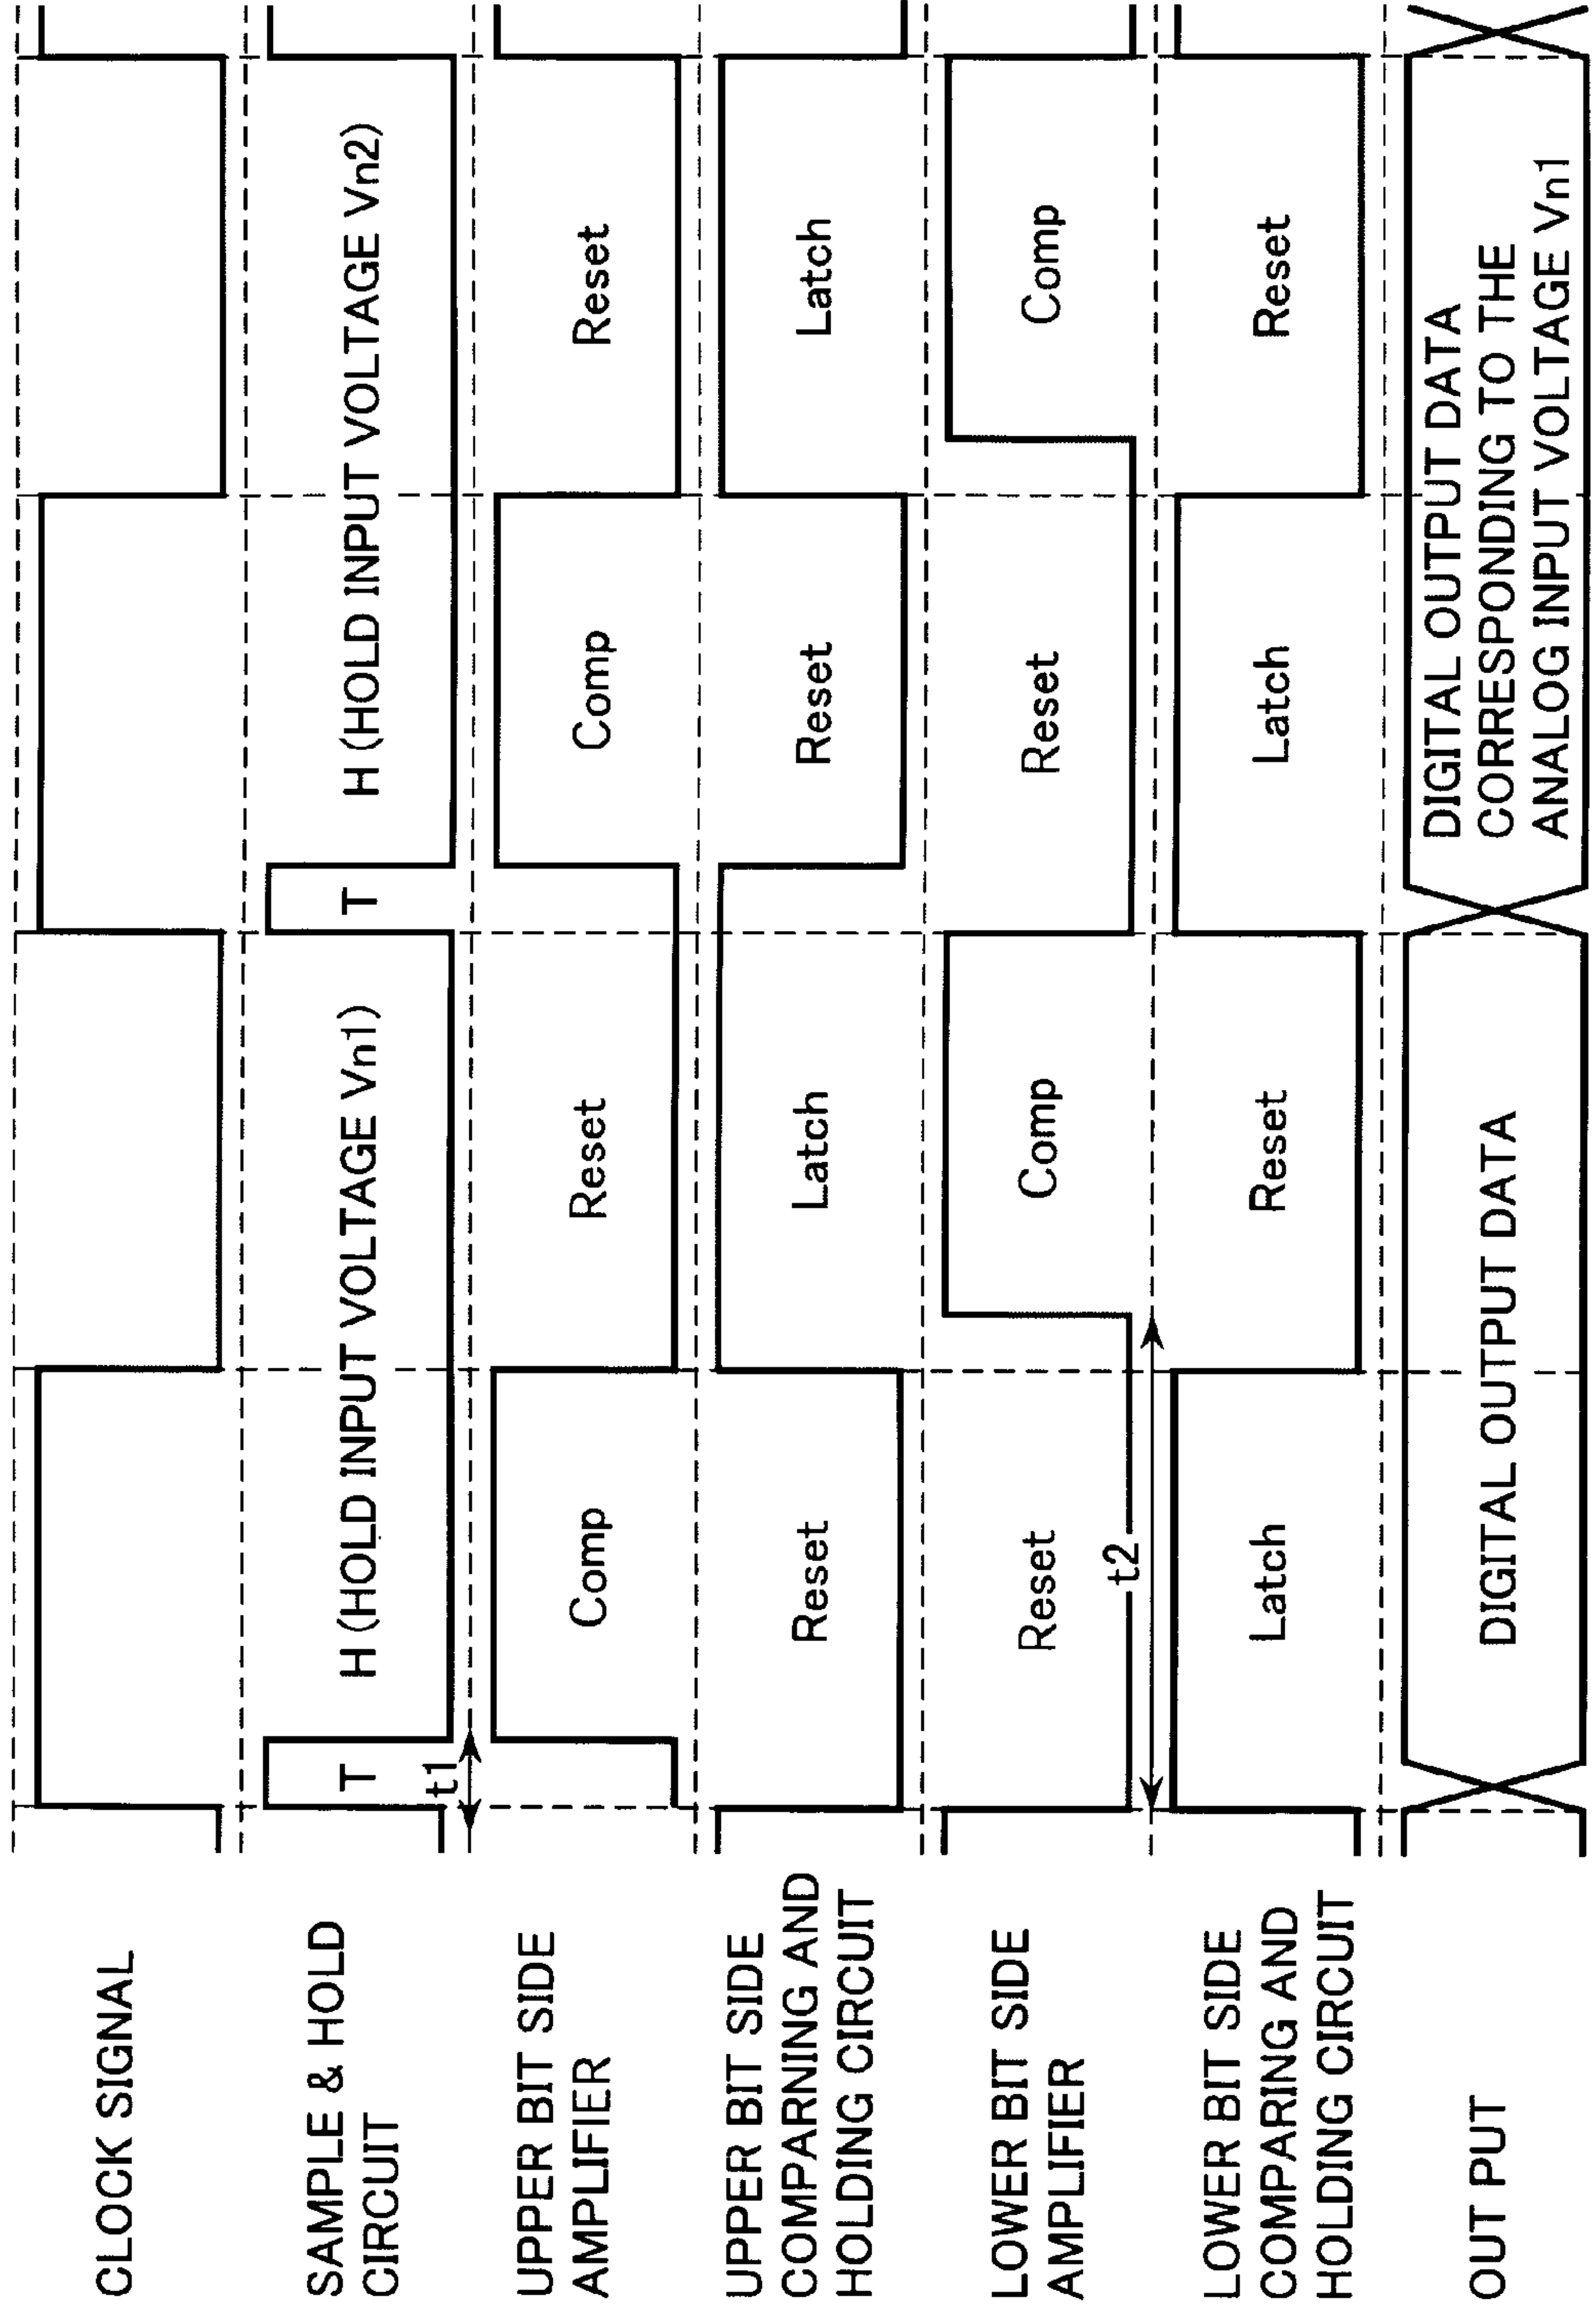 CLOCK SIGNAL
SAMPLE & HOLD
CIRCUIT
T
H (HOLD INPUT VOLTAGE Vn1)
T
H (HOLD INPUT VOLTAGE Vn2)
t1
UPPER BIT SIDE
AMPLIFIER
Comp
Reset
Comp
Reset
UPPER BIT SIDE
COMPARNING AND
HOLDING CIRCUIT
Reset
Latch
Reset
Latch
LOWER BIT SIDE
AMPLIFIER
Reset
Comp
Reset
Comp
t2
LOWER BIT SIDE
COMPARING AND
HOLDING CIRCUIT
Latch
Reset
Latch
Reset
OUT PUT
DIGITAL OUTPUT DATA
DIGITAL OUTPUT DATA
CORRESPONDING TO THE
ANALOG INPUT VOLTAGE Vn1